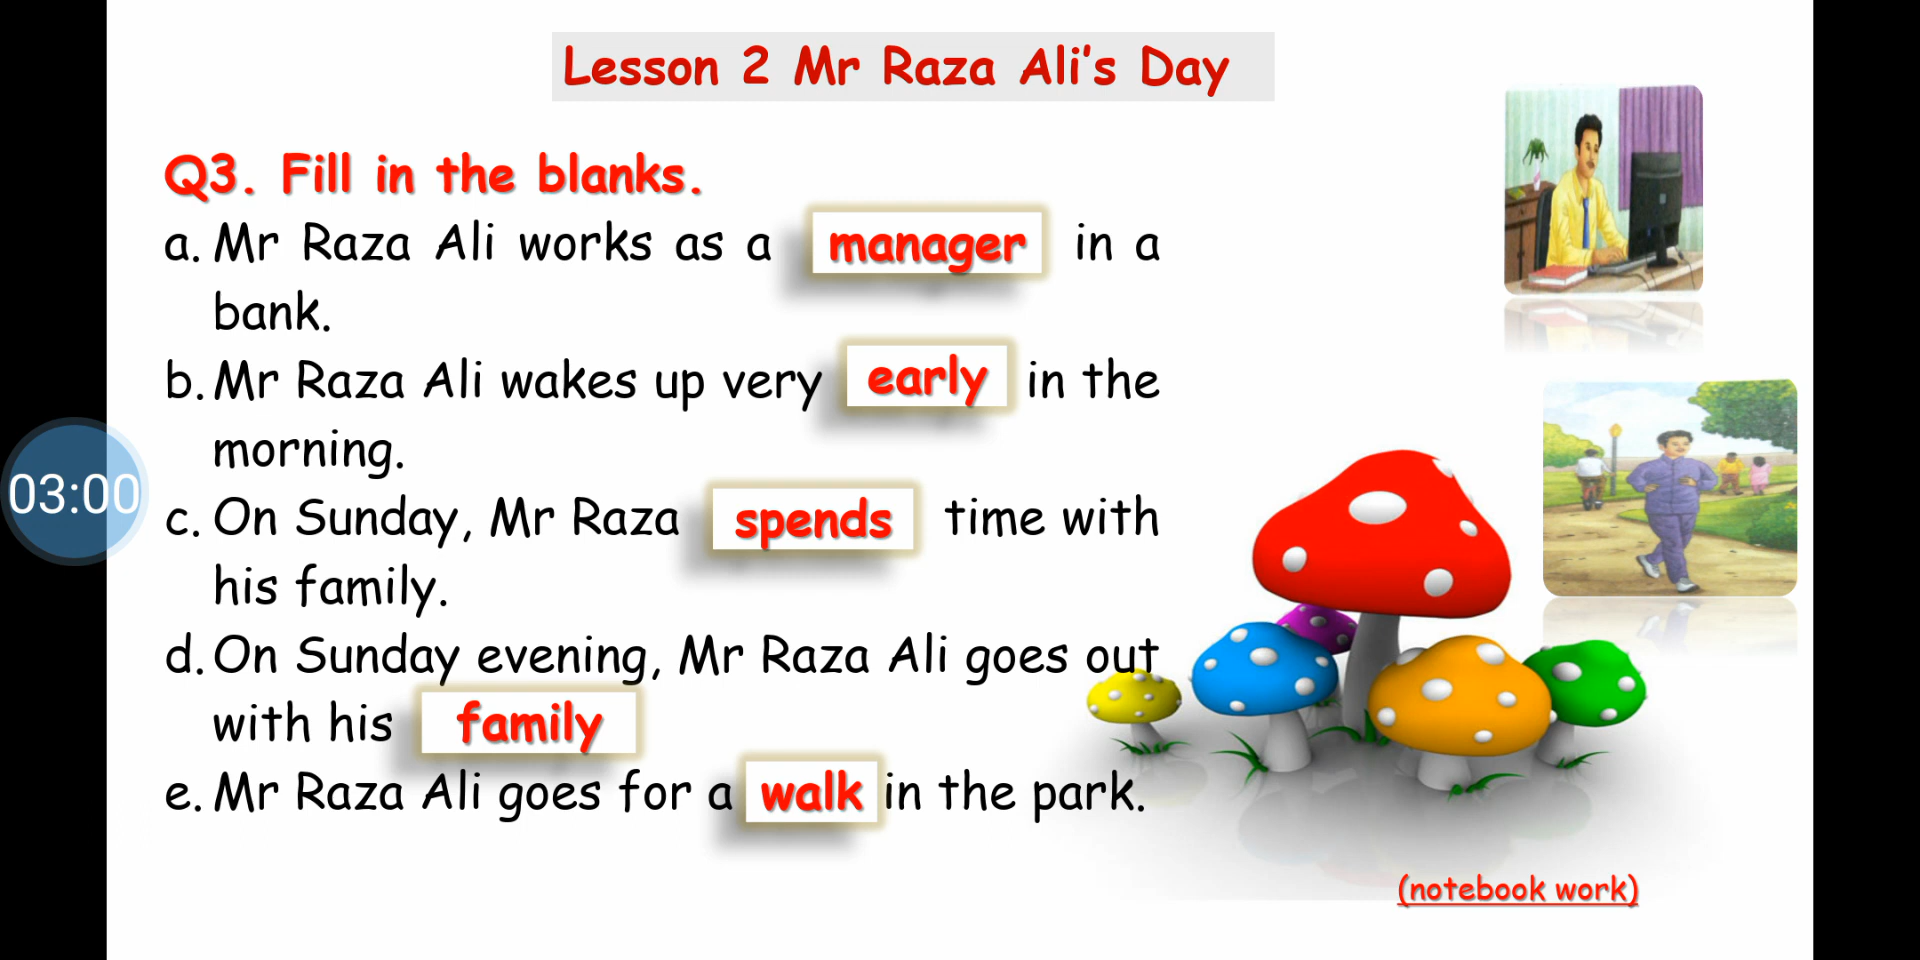 Lesson 2 Mr Raza Ali's Day
Q3. Fill in the blanks.
a. Mr Raza Ali works as a manager in a
bank.
b. Mr Raza Ali wakes up very early in the
morning.
03:00
c. On Sunday, Mr Raza spends time with
his family.
d. On Sunday evening, Mr Raza Ali goes out
with his family
e. Mr Raza Ali goes for a walk in the park.
(notebook work)